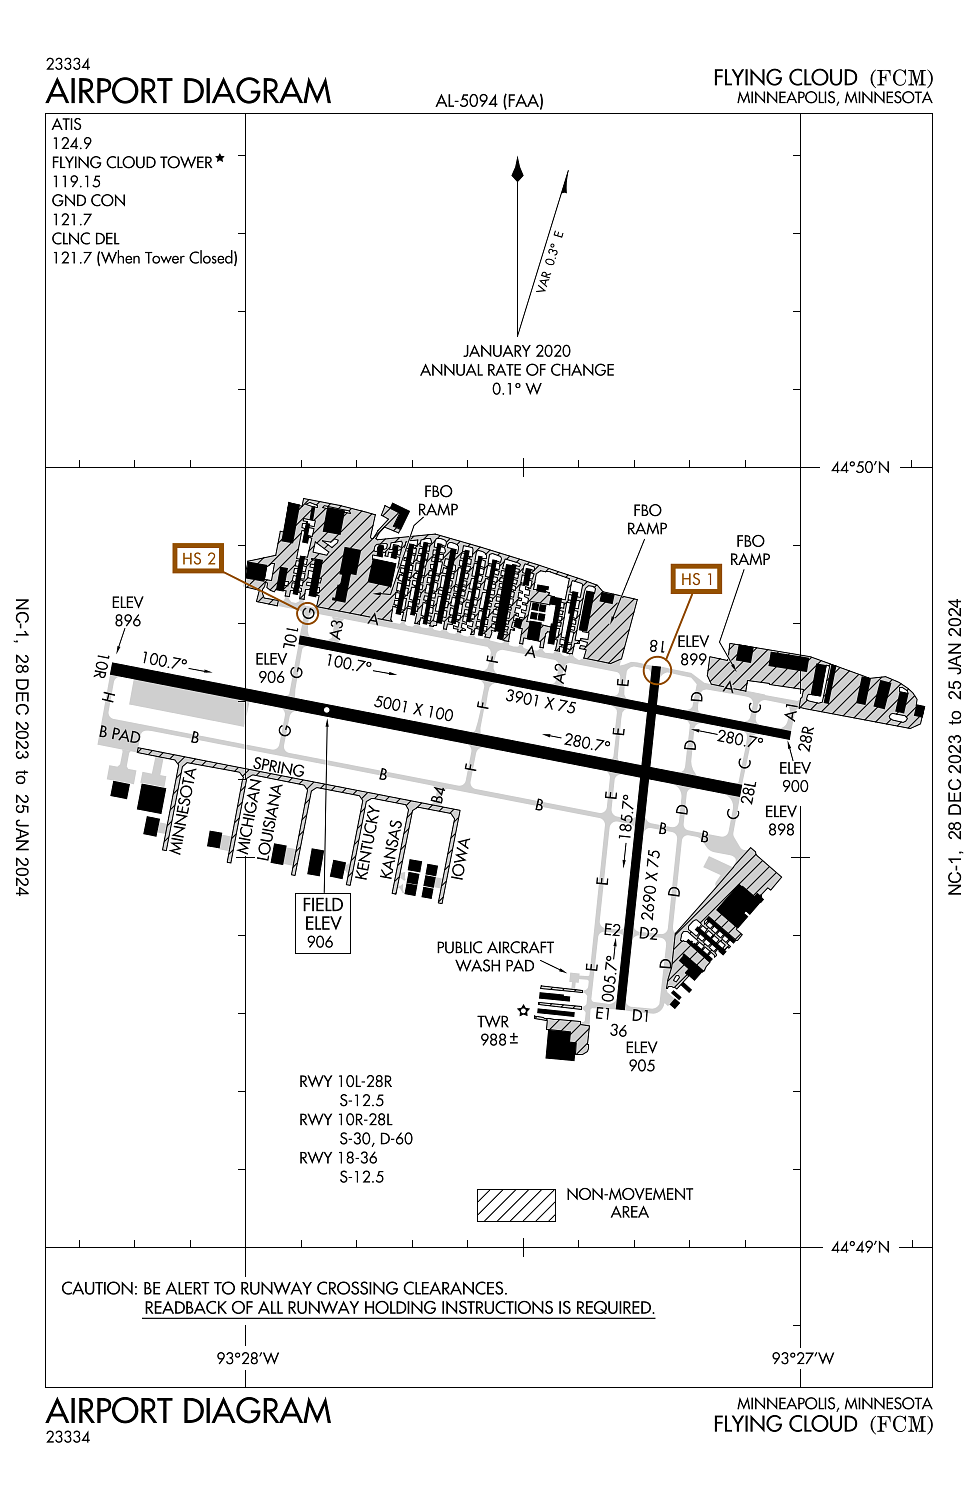 23334
AIRPORT DIAGRAM
AL-5094 (FAA)
FLYING CLOUD (FCM)
MINNEAPOLIS, MINNESOTA
ATIS
124.9
FLYING CLOUD TOWER★
119.15
GND CON
121.7
CLNC DEL
121.7 (When Tower Closed)
VAR 0.3° E
JANUARY 2020
ANNUAL RATE OF CHANGE
0.1° W
44°50'N
FBO
RAMP
FBO
RAMP
FBO
RAMP
HS 2
HS 1
NC-1, 28 DEC 2023 to 25 JAN 2024
NC-1, 28 DEC 2023 to 25 JAN 2024
ELEV
896
G
10L
A3
A
A
A2
18
ELEV
899
10R
100.7°
ELEV
906
100.7°
F
E
D
A
C
A1
28R
H
G
3901 X 75
F
5001 X 100
280.7°
E
D
280.7°
C
G
B PAD
B
SPRING
B
F
B4
B
E
D
28L
C
ELEV
900
ELEV
898
B
B
MINNESOTA
MICHIGAN
LOUISIANA
KENTUCKY
KANSAS
IOWA
185.7°
2690 X 75
E
D
FIELD
ELEV
906
E2
D2
PUBLIC AIRCRAFT
WASH PAD
E
005.7°
D
E1
D1
36
TWR
988±
ELEV
905
RWY 10L-28R
S-12.5
RWY 10R-28L
S-30, D-60
RWY 18-36
S-12.5
NON-MOVEMENT
AREA
44°49'N
CAUTION: BE ALERT TO RUNWAY CROSSING CLEARANCES.
READBACK OF ALL RUNWAY HOLDING INSTRUCTIONS IS REQUIRED.
93°28'W
93°27'W
AIRPORT DIAGRAM
23334
MINNEAPOLIS, MINNESOTA
FLYING CLOUD (FCM)